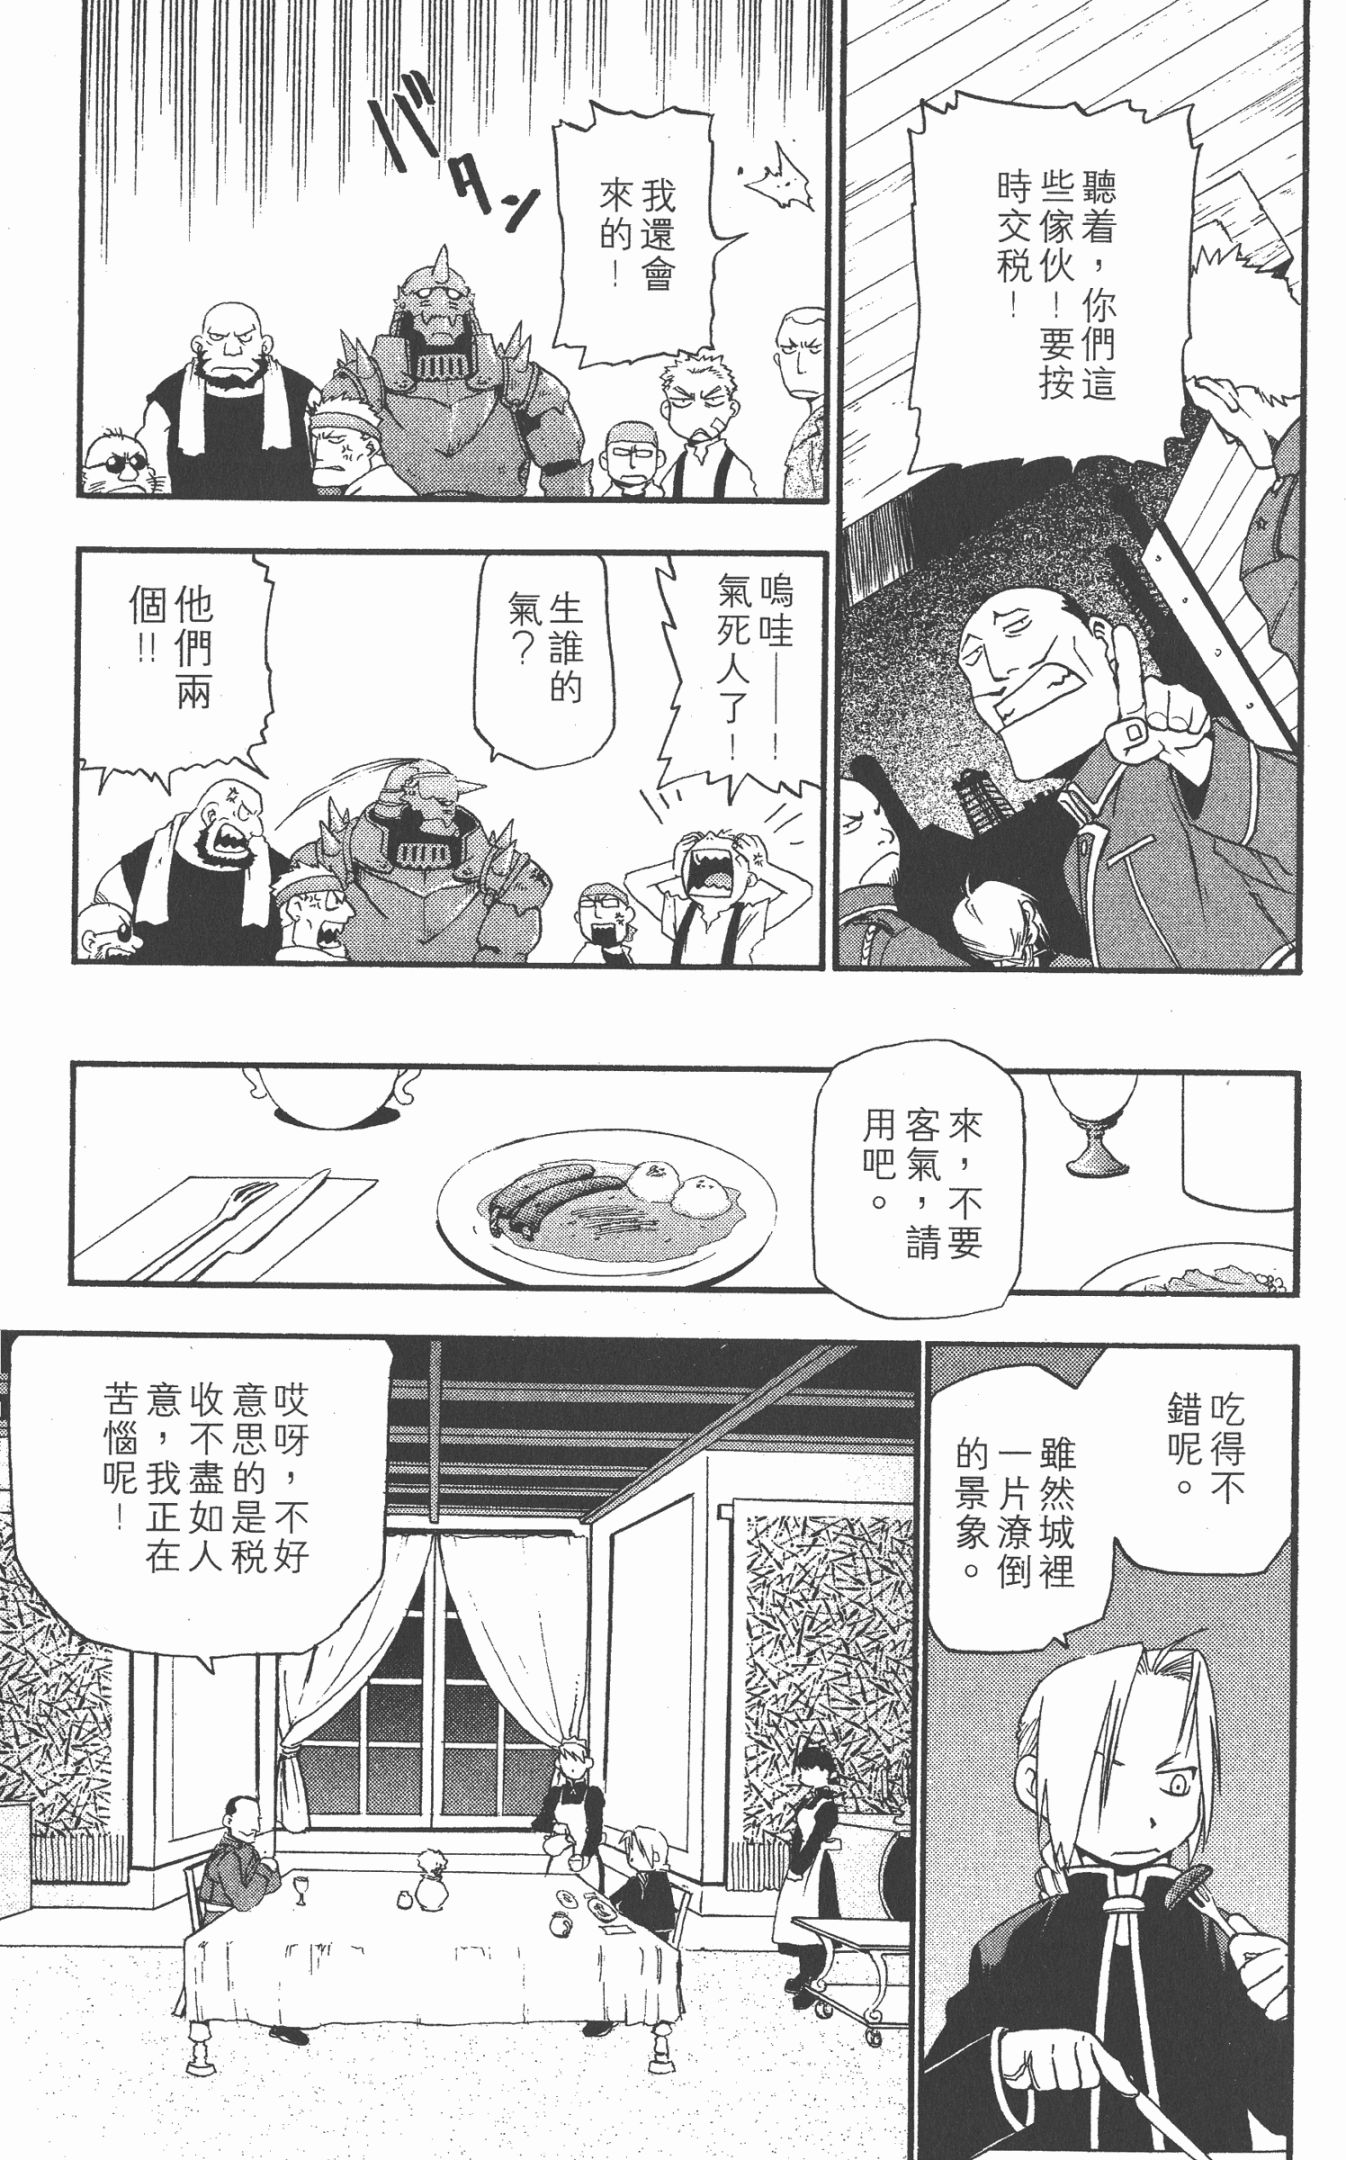 聽着，你們這
些傢伙！要按
時交税！
我還會
來的！
バタン
嗚哇——！
氣死人了！
生誰的
氣？
他們兩
個!!
來，不要
客氣，請
用吧。
吃得不
錯呢。
雖然城裡
一片潦倒
的景象。
哎呀，不好
意思的是税
收不盡如人
意，我正在
苦惱呢！